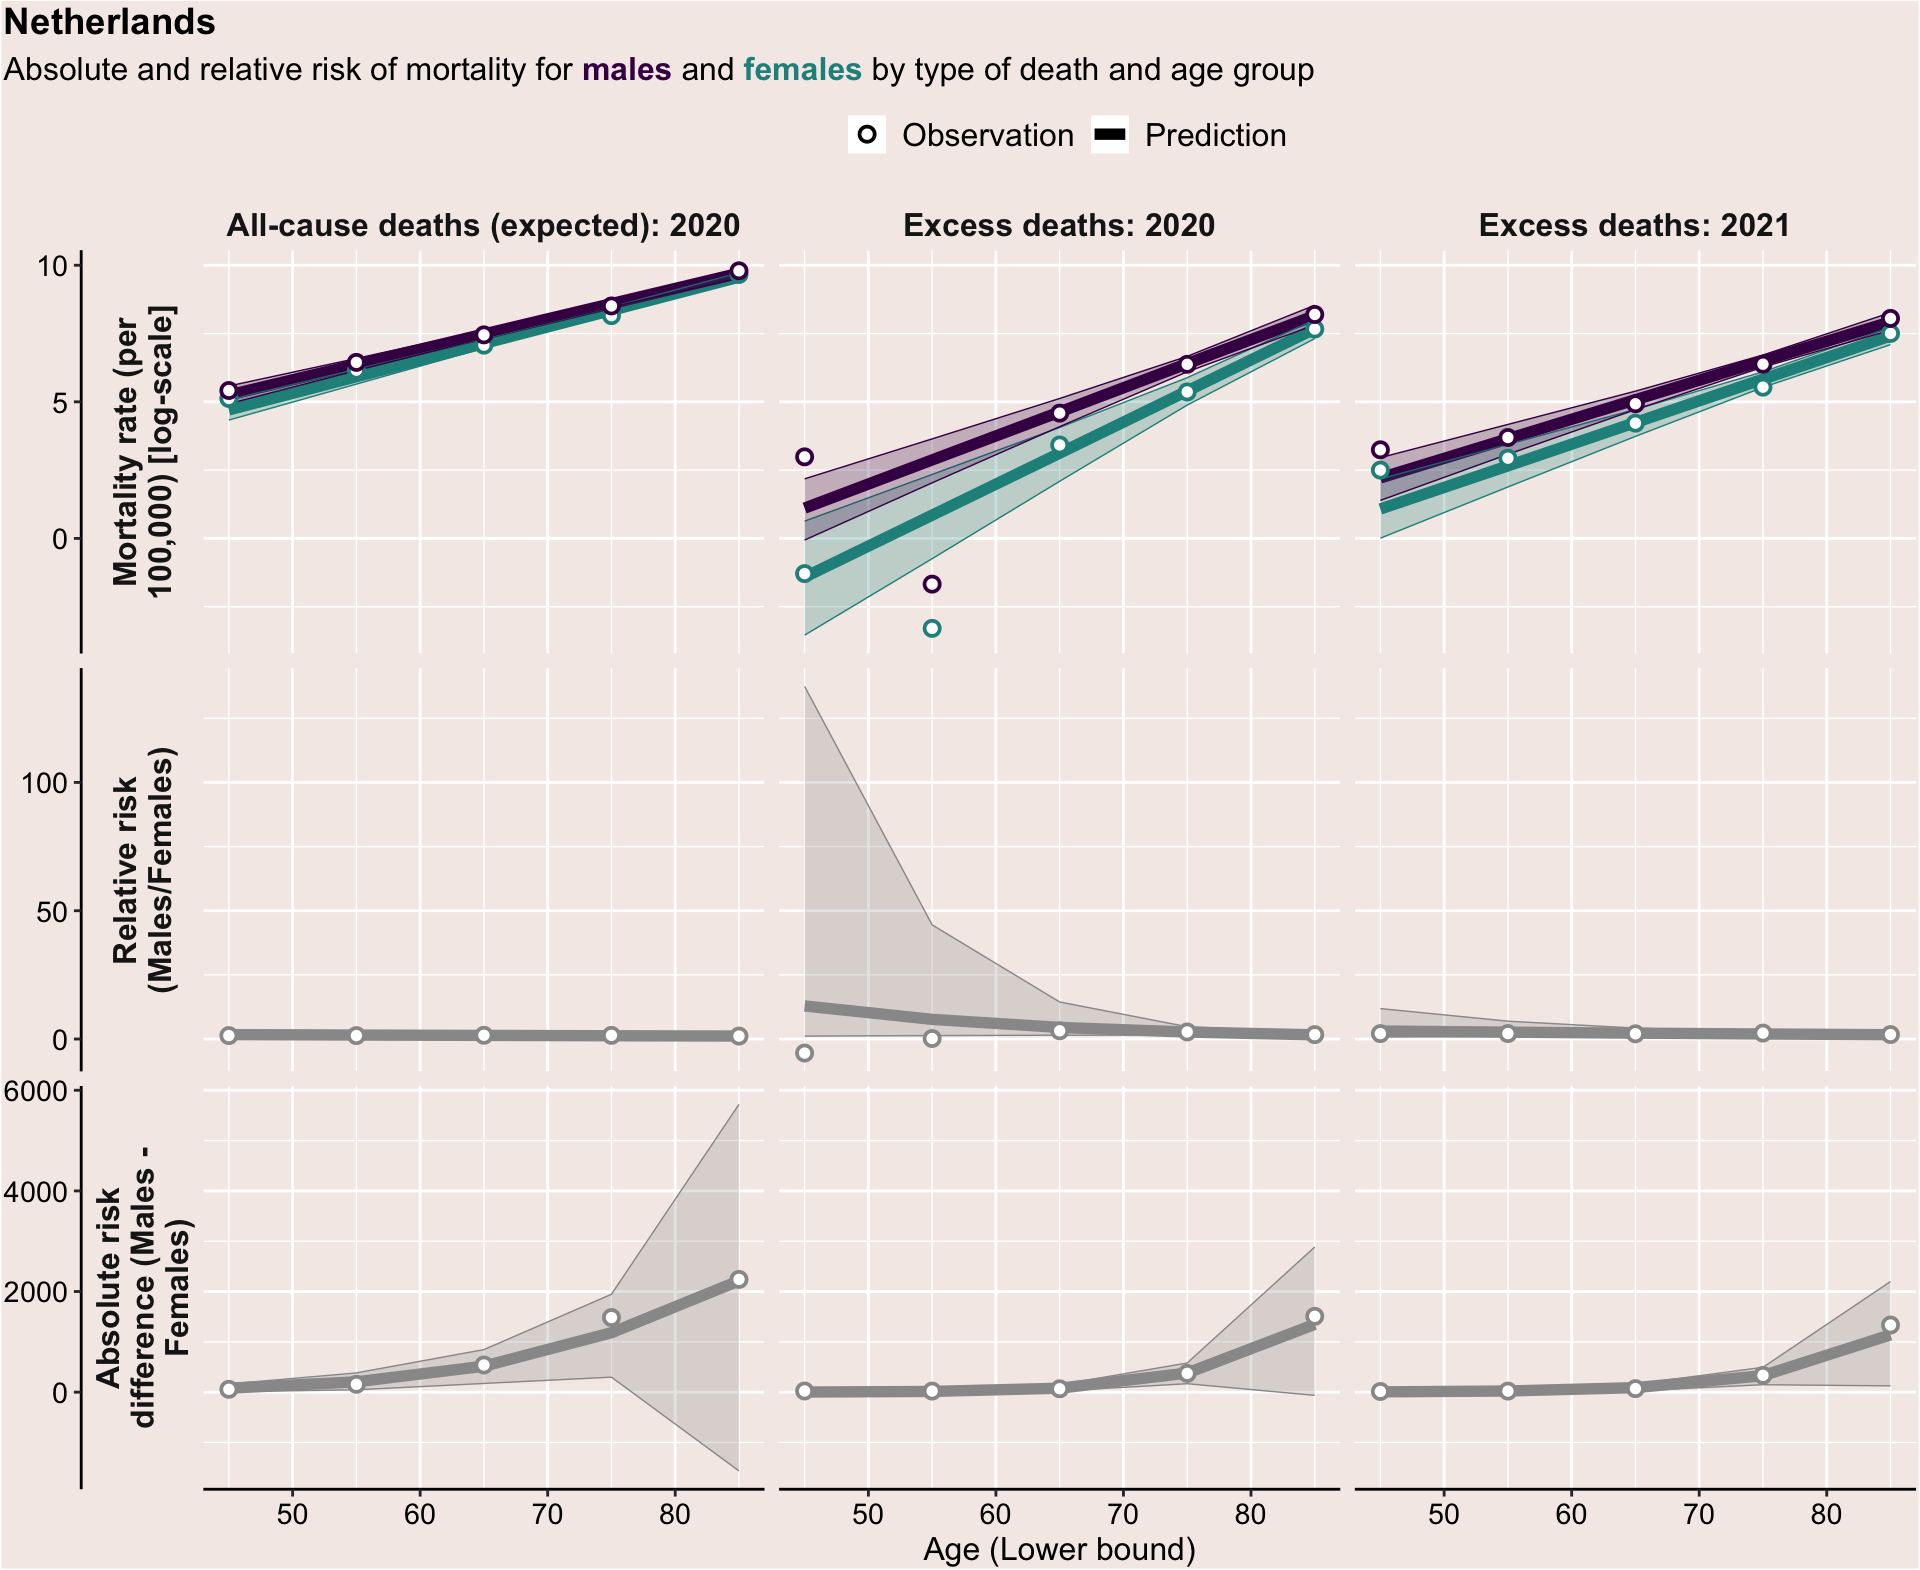 Netherlands
Absolute and relative risk of mortality for males and females by type of death and age group
Observation Prediction
All-cause deaths (expected): 2020
Excess deaths: 2020
Excess deaths: 2021
Mortality rate (per
100,000) [log-scale]
10
5
0
Relative risk
(Males/Females)
100
50
0
Absolute risk
difference (Males -
Females)
6000
4000
2000
0
50 60 70 80
50 60 70 80
50 60 70 80
Age (Lower bound)